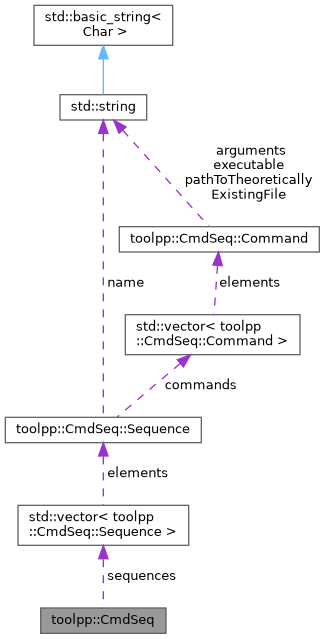 std::basic_string<
Char >
std::string
arguments
executable
pathToTheoretically
ExistingFile
toolpp::CmdSeq::Command
name
elements
std::vector< toolpp
::CmdSeq::Command >
commands
toolpp::CmdSeq::Sequence
elements
std::vector< toolpp
::CmdSeq::Sequence >
sequences
toolpp::CmdSeq